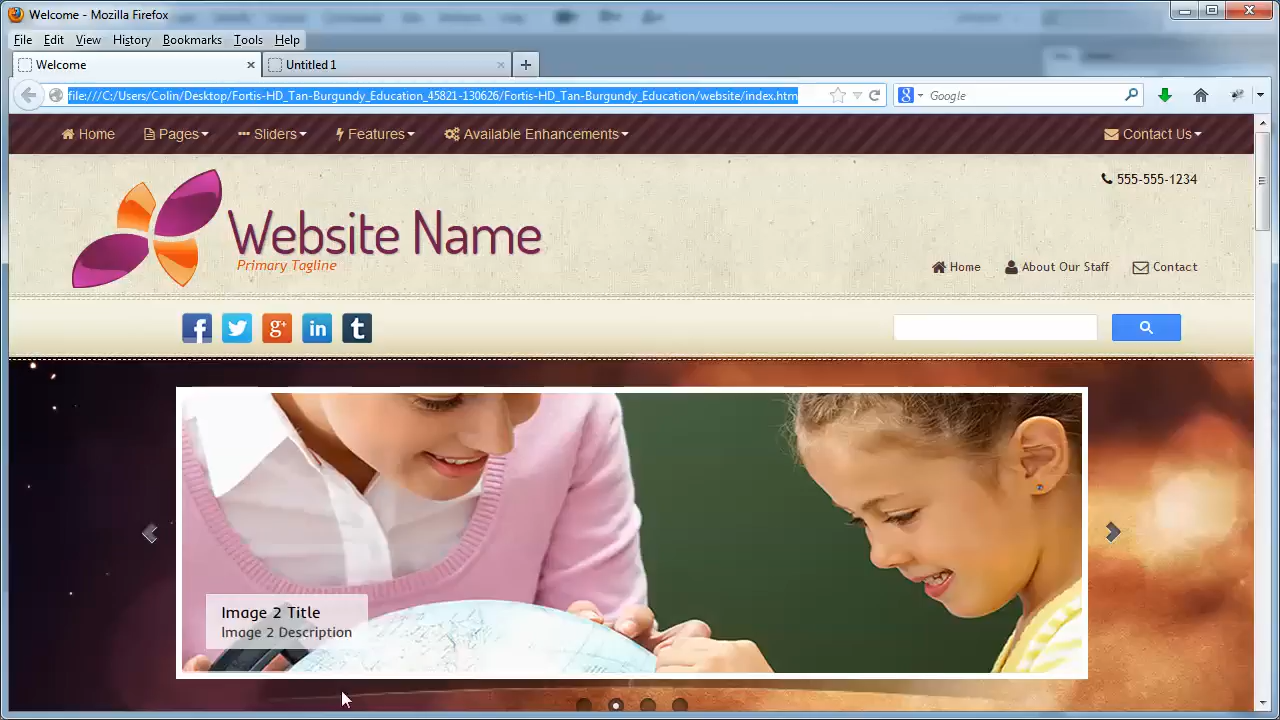 Welcome - Mozilla Firefox
File Edit View History Bookmarks Tools Help
Welcome × Untitled 1 × +
file:///C:/Users/Colin/Desktop/Fortis-HD_Tan-Burgundy_Education_45821-130626/Fortis-HD_Tan-Burgundy_Education/website/index.htm
Google
Home Pages Sliders Features Available Enhancements Contact Us
555-555-1234
Website Name
Primary Tagline
Home About Our Staff Contact
Image 2 Title
Image 2 Description